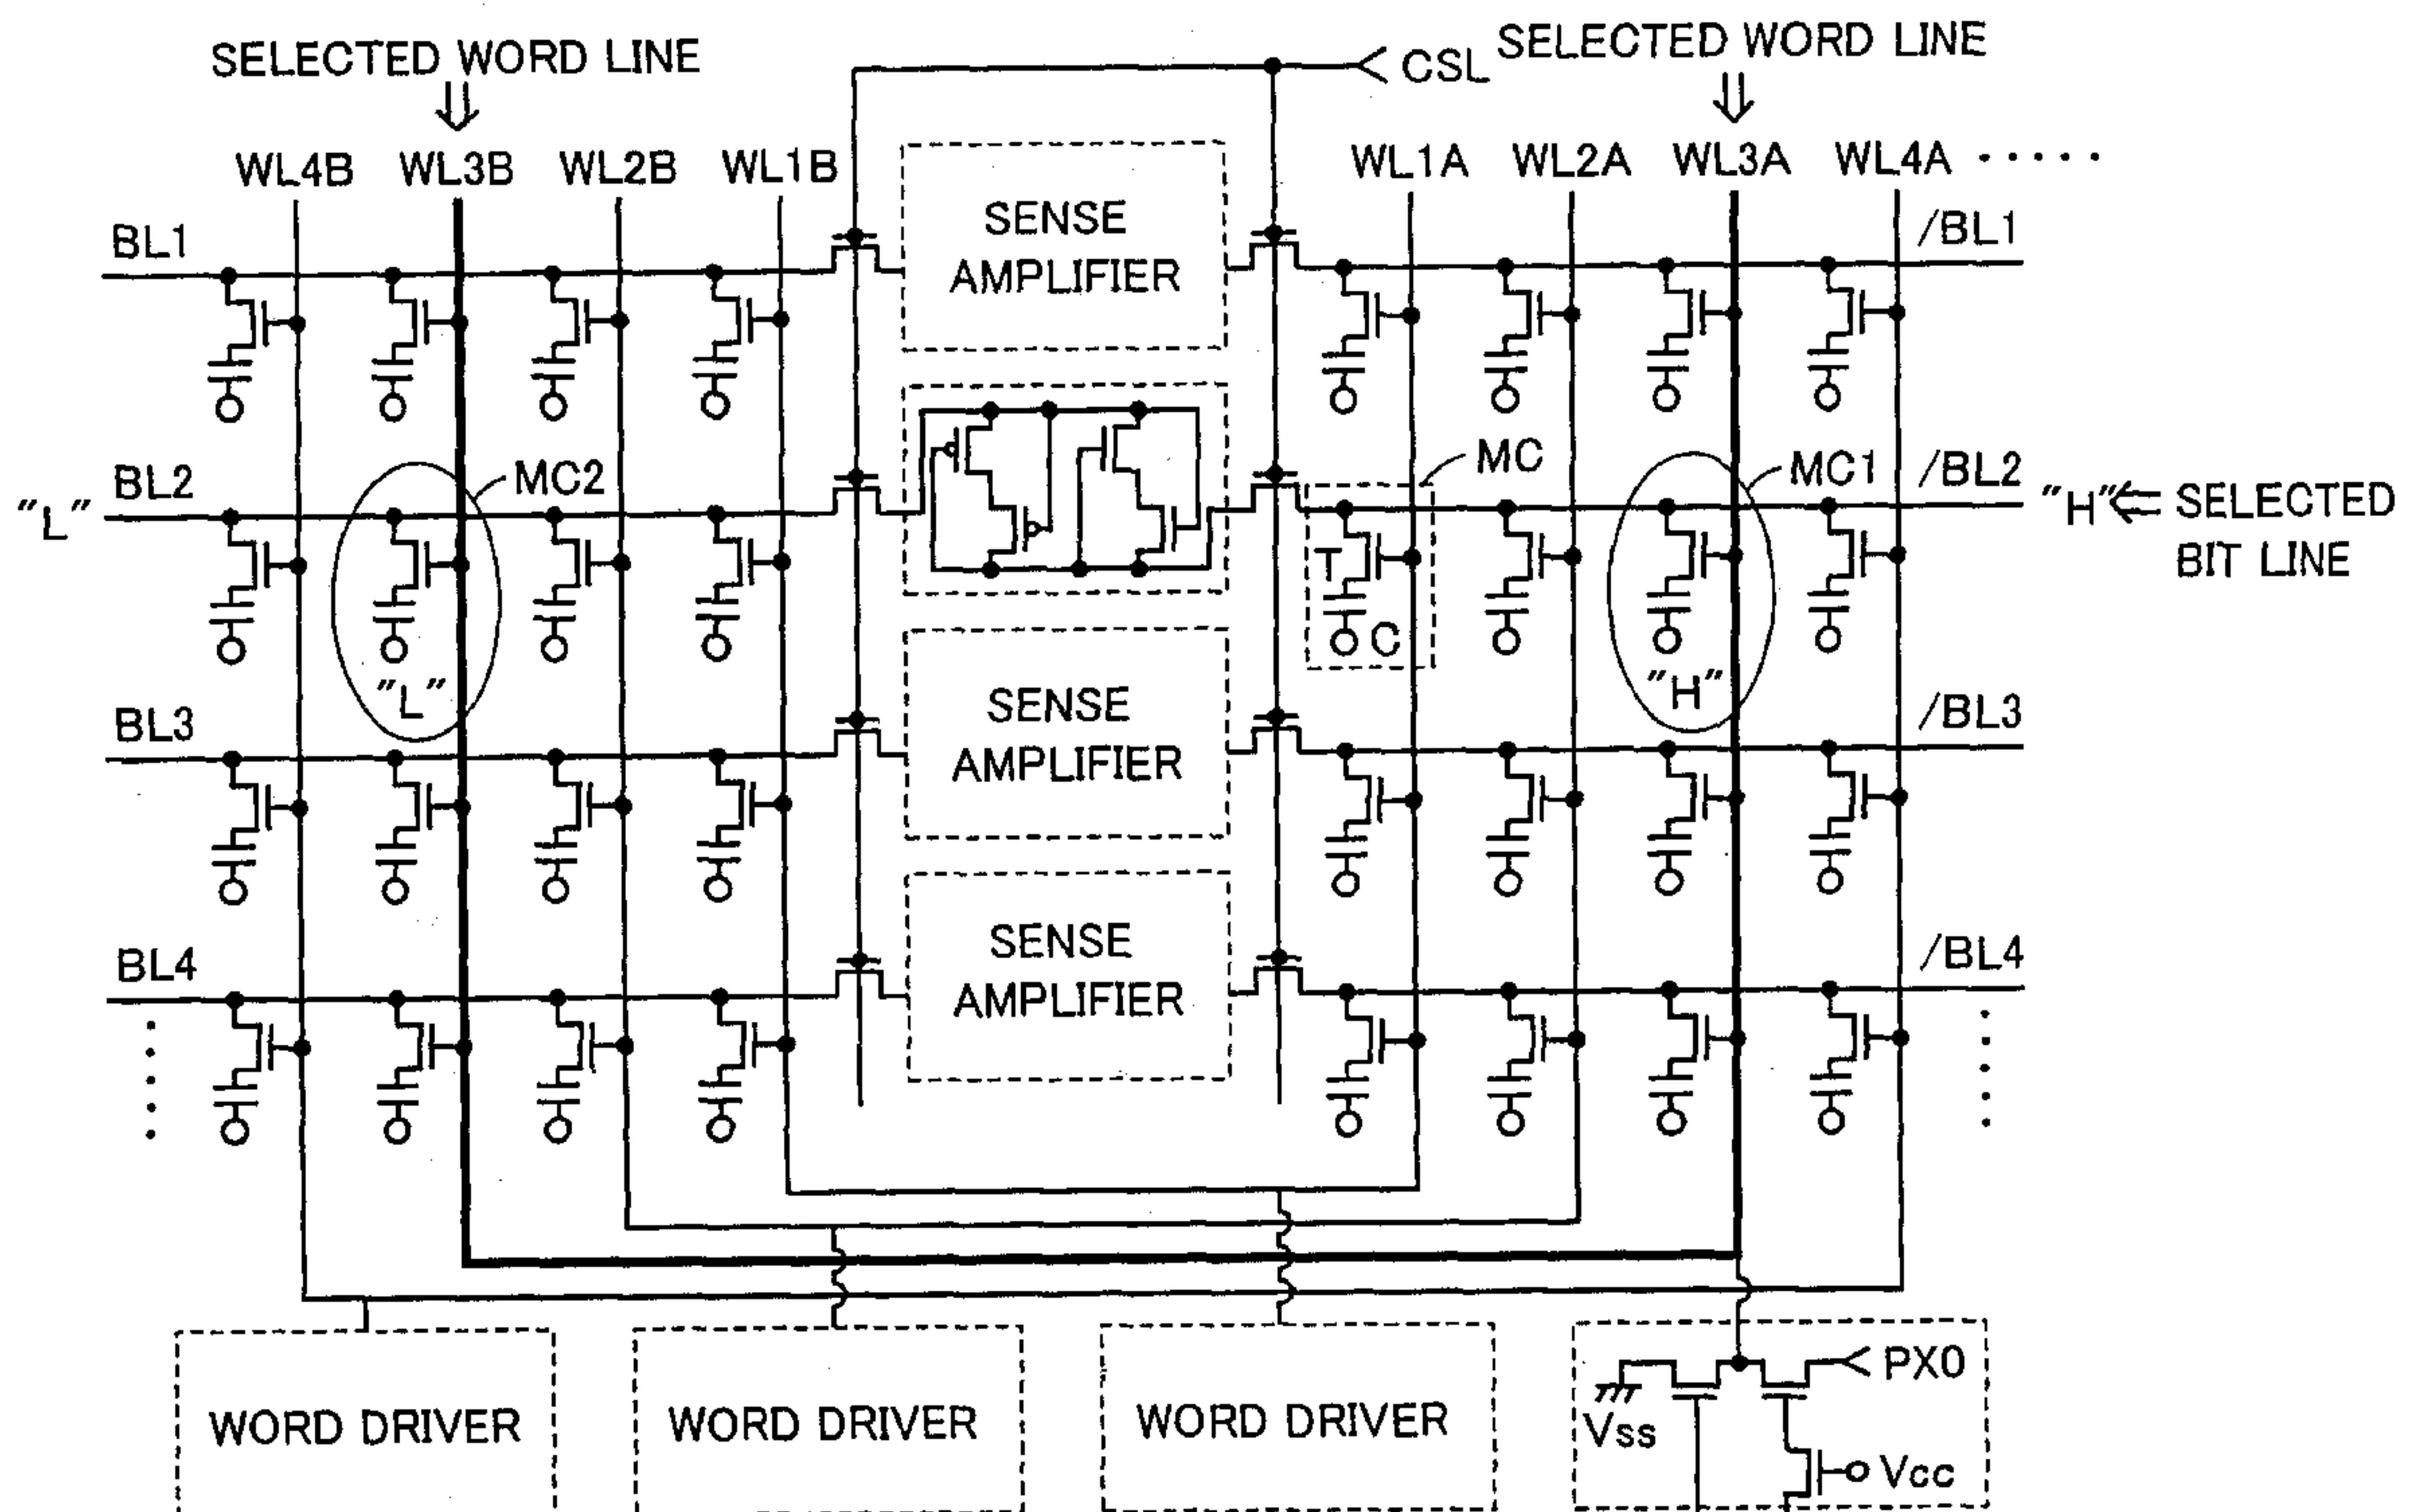 SELECTED WORD LINE
CSL
SELECTED WORD LINE
WL4B WL3B WL2B WL1B
WL1A WL2A WL3A WL4A · · · · ·
BL1
SENSE
AMPLIFIER
/BL1
"L"
BL2
MC2
"L"
MC
T
C
MC1
"H"
/BL2
"H"
SELECTED
BIT LINE
BL3
SENSE
AMPLIFIER
/BL3
BL4
SENSE
AMPLIFIER
/BL4
WORD DRIVER
WORD DRIVER
WORD DRIVER
PX0
Vss
Vcc